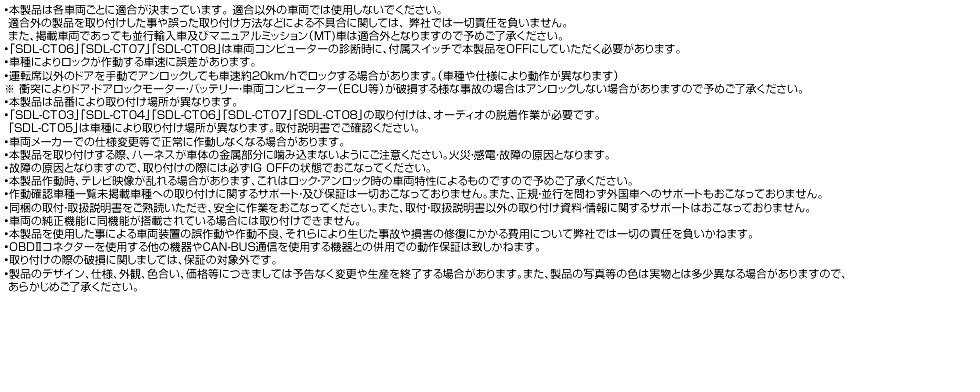 •本製品は各車両ごとに適合が決まっています。 適合以外の車両では使用しないでください。
適合外の製品を取り付けした事や誤った取り付け方法などによる不具合に関しては、 弊社では一切責任を負いません。
また、掲載車両であっても並行輸入車及びマニュアルミッション（MT）車は適合外となりますので予めご了承ください。
•「SDL-CT06」「SDL-CT07」「SDL-CT08」は車両コンピューターの診断時に、付属スイッチで本製品をOFFにしていただく必要があります。
•車種によりロックが作動する車速に誤差があります。
•運転席以外のドアを手動でアンロックしても車速約20km/hでロックする場合があります。（車種や仕様により動作が異なります）
※ 衝突によりドア・ドアロックモーター・バッテリー・車両コンピューター（ECU等）が破損する様な事故の場合はアンロックしない場合がありますので予めご了承ください。
•本製品は品番により取り付け場所が異なります。
•「SDL-CT03」「SDL-CT04」「SDL-CT06」「SDL-CT07」「SDL-CT08」の取り付けは、オーディオの脱着作業が必要です。
「SDL-CT05」は車種により取り付け場所が異なります。取付説明書でご確認ください。
•車両メーカーでの仕様変更等で正常に作動しなくなる場合があります。
•本製品を取り付けする際、ハーネスが車体の金属部分に噛み込まないようにご注意ください。火災・感電・故障の原因となります。
•故障の原因となりますので、取り付けの際には必ずIG OFFの状態でおこなってください。
•本製品作動時、テレビ映像が乱れる場合があります、これはロック・アンロック時の車両特性によるものですので予めご了承ください。
•作動確認車種一覧未掲載車種への取り付けに関するサポート・及び保証は一切おこなっておりません。また、正規・並行を問わず外国車へのサポートもおこなっておりません。
•同梱の取付・取扱説明書をご熟読いただき、安全に作業をおこなってください。また、取付・取扱説明書以外の取り付け資料・情報に関するサポートはおこなっておりません。
•車両の純正機能に同機能が搭載されている場合には取り付けできません。
•本製品を使用した事による車両装置の誤作動や作動不良、それらにより生じた事故や損害の修復にかかる費用について弊社では一切の責任を負いかねます。
•OBDⅡコネクターを使用する他の機器やCAN-BUS通信を使用する機器との併用での動作保証は致しかねます。
•取り付けの際の破損に関しましては、保証の対象外です。
•製品のデザイン、仕様、外観、色合い、価格等につきましては予告なく変更や生産を終了する場合があります。また、製品の写真等の色は実物とは多少異なる場合がありますので、
あらかじめご了承ください。